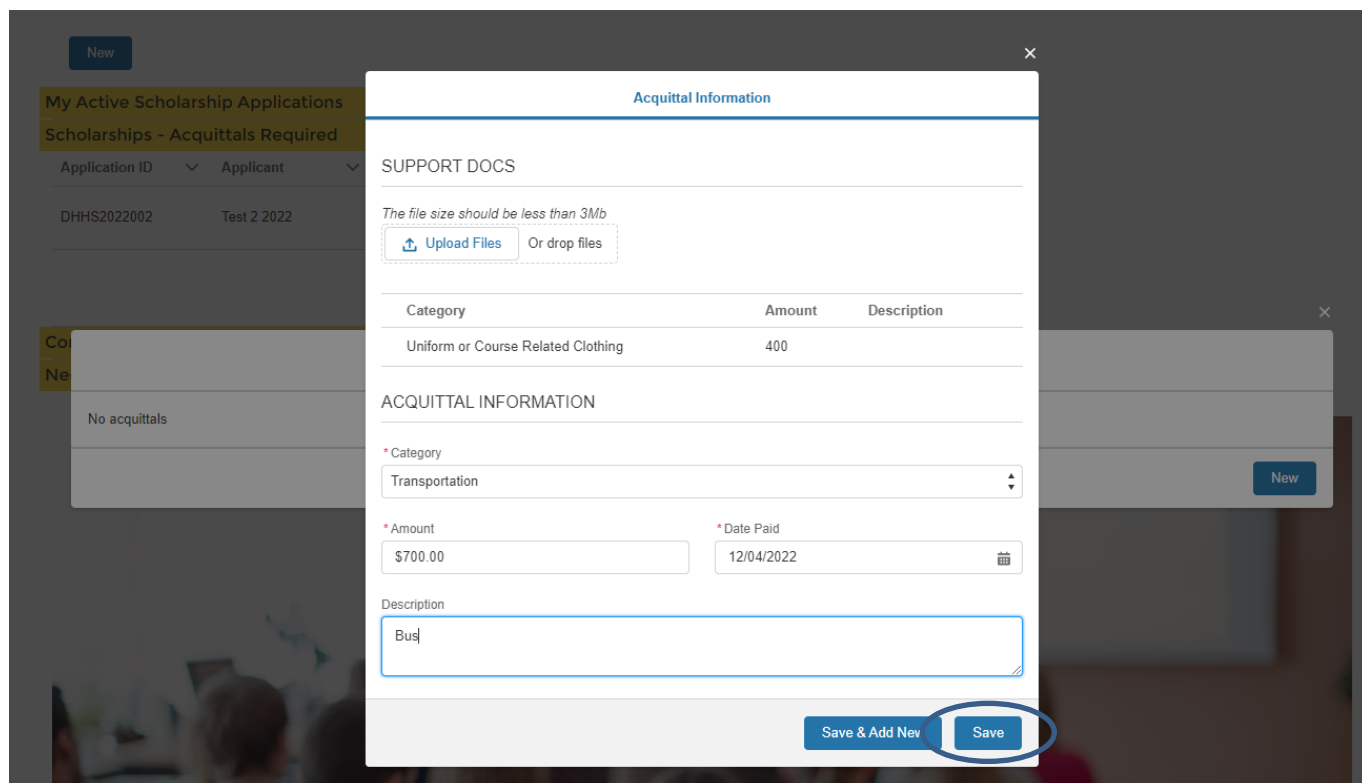 New
×
My Active Scholarship Applications
Scholarships - Acquittals Required
Application ID Applicant
DHHS2022002 Test 2 2022
Acquittal Information
SUPPORT DOCS
The file size should be less than 3Mb
Upload Files Or drop files
Category Amount Description
Uniform or Course Related Clothing 400
×
Co
Ne
No acquittals
New
ACQUITTAL INFORMATION
* Category
Transportation
* Amount * Date Paid
$700.00 12/04/2022
Description
Bus
Save & Add New Save